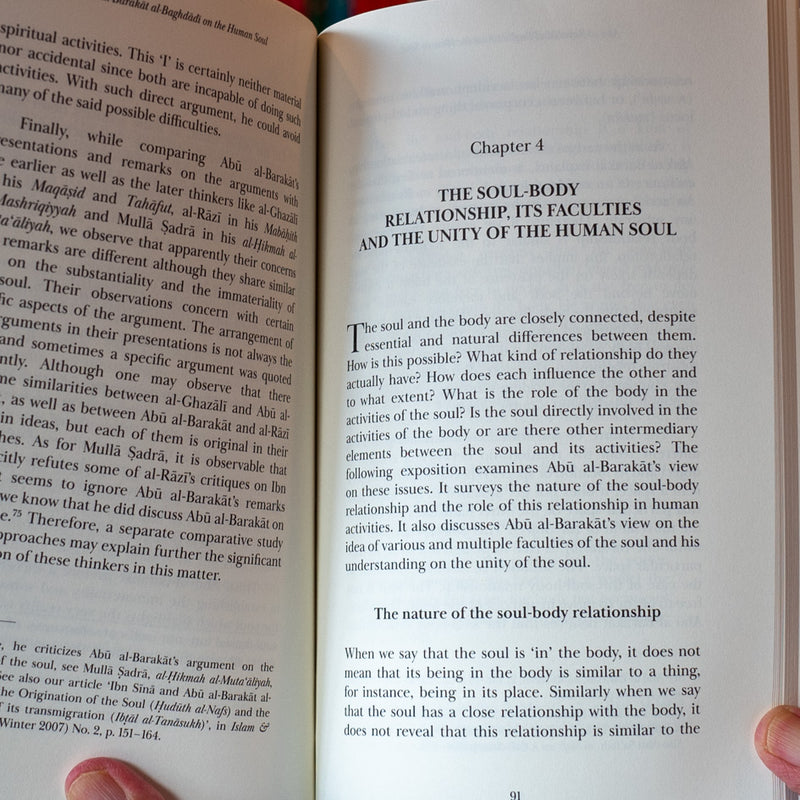 Barakāt al-Baghdādī on the Human Soul
spiritual activities. This ‘I’ is certainly neither material
nor accidental since both are incapable of doing such
activities. With such direct argument, he could avoid
many of the said possible difficulties.
Finally, while comparing Abū al-Barakāt’s
and remarks on the arguments with
earlier as well as the later thinkers like al-Ghazālī
his Maqāṣid and Tahāfut, al-Rāzī in his Mabāḥith
Mashriqiyyah and Mullā Ṣadrā in his al-Ḥikmah al-
we observe that apparently their concerns
remarks are different although they share similar
on the substantiality and the immateriality of
soul. Their observations concern with certain
aspects of the argument. The arrangement of
arguments in their presentations is not always the
and sometimes a specific argument was quoted
Although one may observe that there
similarities between al-Ghazālī and Abū al-
as well as between Abū al-Barakāt and al-Rāzī
in ideas, but each of them is original in their
As for Mullā Ṣadrā, it is observable that
refutes some of al-Rāzī’s critiques on Ibn
seems to ignore Abū al-Barakāt’s remarks
we know that he did discuss Abū al-Barakāt on
75 Therefore, a separate comparative study
may explain further the significant
of these thinkers in this matter.
he criticizes Abū al-Barakāt’s argument on the
of the soul, see Mullā Ṣadrā, al-Ḥikmah al-Muta‘āliyah,
See also our article ‘Ibn Sīnā and Abū al-Barakāt al-
the Origination of the Soul (Ḥudūth al-Nafs) and the
its transmigration (Ibṭāl al-Tanāsukh)’, in Islam &
Winter 2007) No. 2, p. 151–164.
Chapter 4
THE SOUL-BODY
RELATIONSHIP, ITS FACULTIES
AND THE UNITY OF THE HUMAN SOUL
The soul and the body are closely connected, despite
essential and natural differences between them.
How is this possible? What kind of relationship do they
actually have? How does each influence the other and
to what extent? What is the role of the body in the
activities of the soul? Is the soul directly involved in the
activities of the body or are there other intermediary
elements between the soul and its activities? The
following exposition examines Abū al-Barakāt’s view
on these issues. It surveys the nature of the soul-body
relationship and the role of this relationship in human
activities. It also discusses Abū al-Barakāt’s view on the
idea of various and multiple faculties of the soul and his
understanding on the unity of the soul.
The nature of the soul-body relationship
When we say that the soul is ‘in’ the body, it does not
mean that its being in the body is similar to a thing,
for instance, being in its place. Similarly when we say
that the soul has a close relationship with the body, it
does not reveal that this relationship is similar to the
91